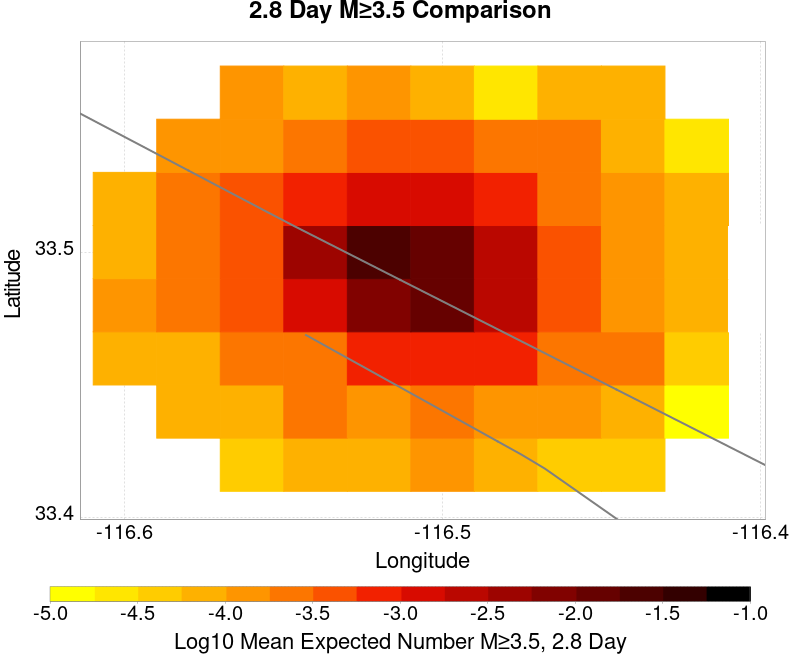 2.8 Day M≥3.5 Comparison
Latitude
33.5
33.4
-116.6 -116.5 -116.4
Longitude
-5.0 -4.5 -4.0 -3.5 -3.0 -2.5 -2.0 -1.5 -1.0
Log10 Mean Expected Number M≥3.5, 2.8 Day